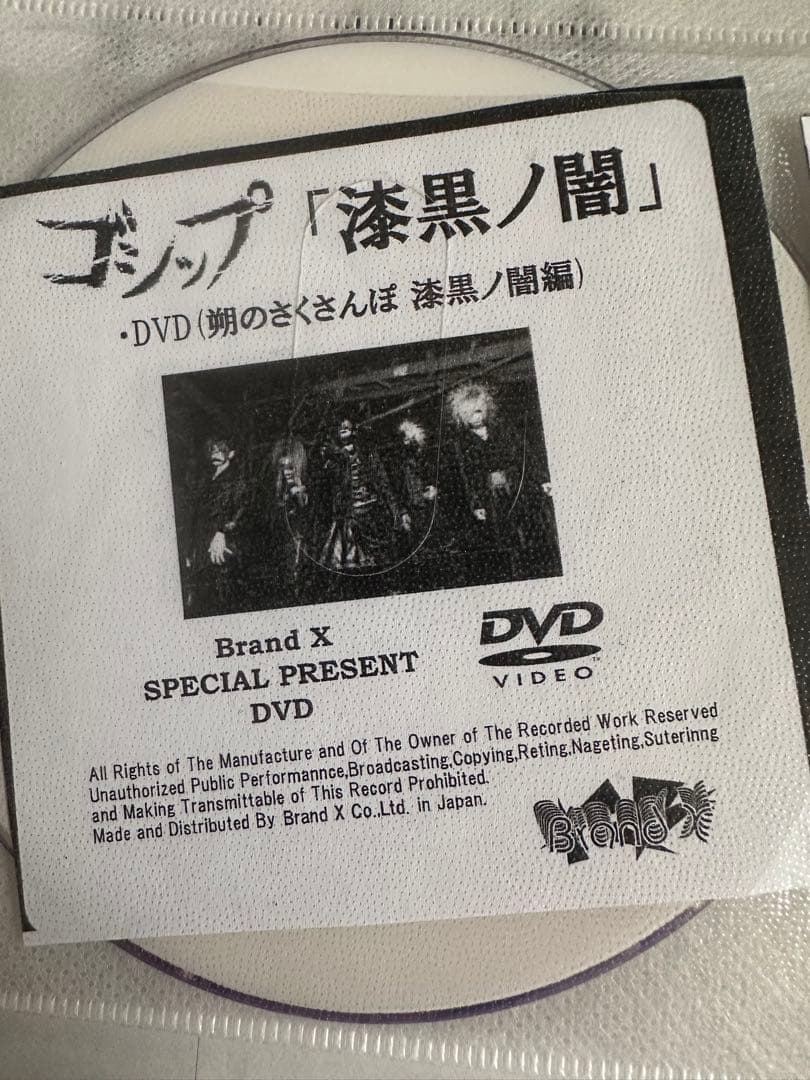 ゴシップ「漆黒ノ闇」
・DVD(朔のさくさんぽ 漆黒ノ闇編)
Brand X
SPECIAL PRESENT
DVD
DVD
VIDEO™
All Rights of The Manufacture and Of The Owner of The Recorded Work Reserved
Unauthorized Public Performannce,Broadcasting,Copying,Reting,Nageting,Suterinng
and Making Transmittable of This Record Prohibited.
Made and Distributed By Brand X Co.,Ltd. in Japan.
Brand X